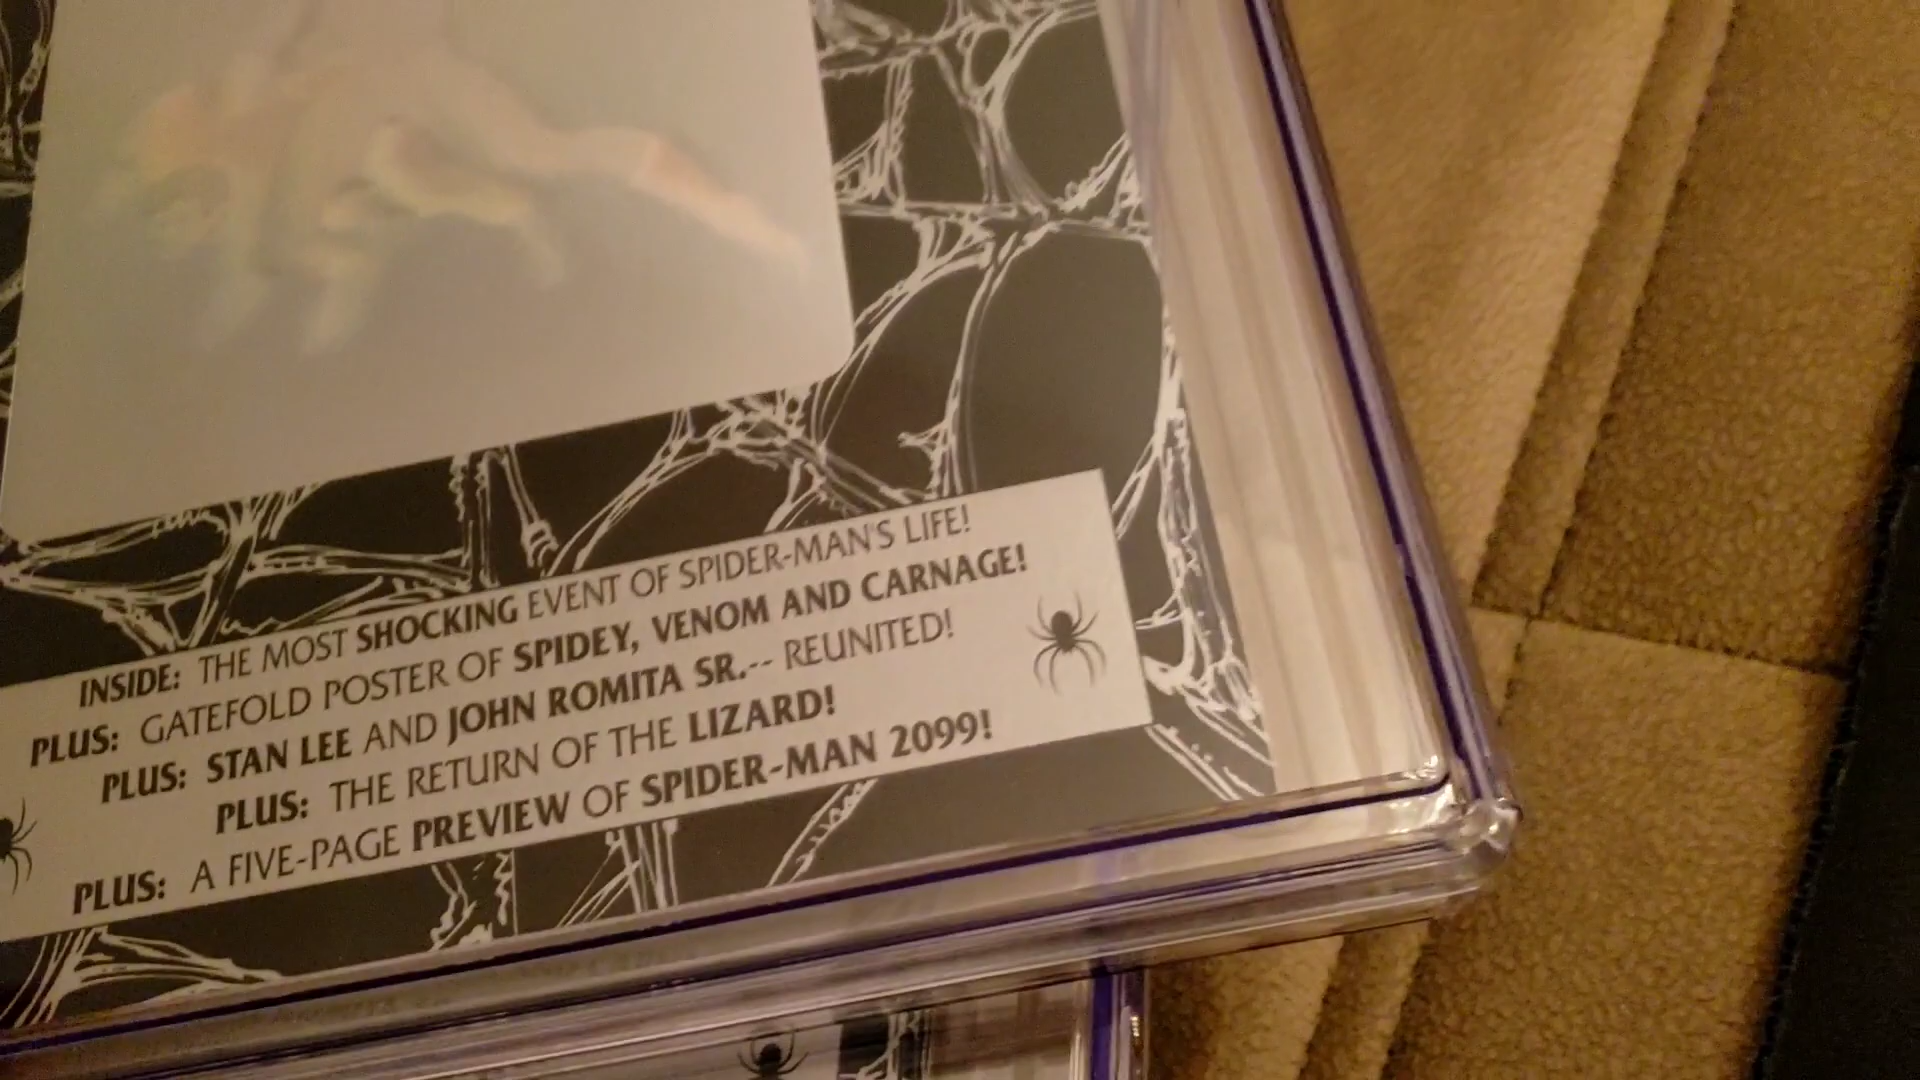 INSIDE: THE MOST SHOCKING EVENT OF SPIDER-MAN'S LIFE!
PLUS: GATEFOLD POSTER OF SPIDEY, VENOM AND CARNAGE!
PLUS: STAN LEE AND JOHN ROMITA SR.-- REUNITED!
PLUS: THE RETURN OF THE LIZARD!
PLUS: A FIVE-PAGE PREVIEW OF SPIDER-MAN 2099!